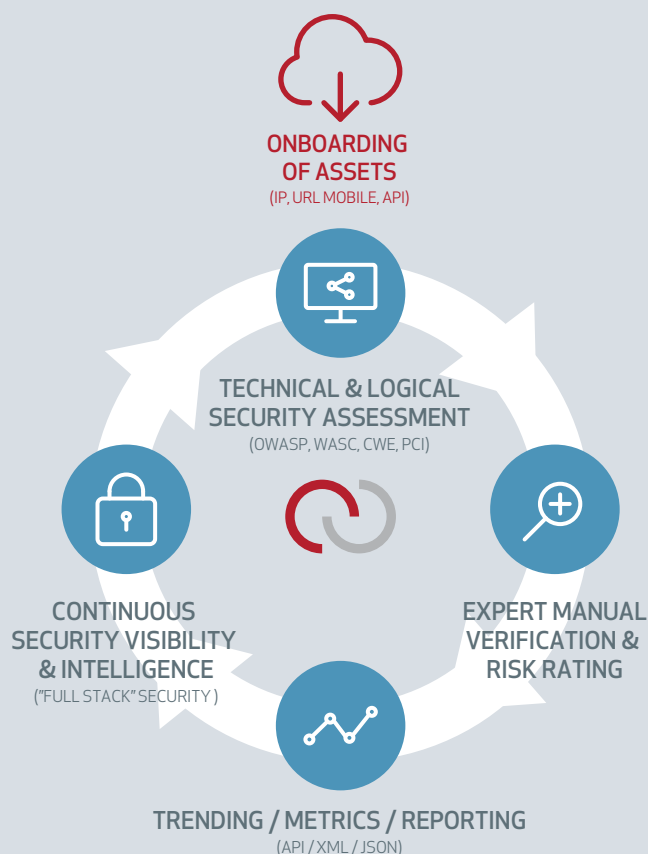 ONBOARDING
OF ASSETS
(IP, URL MOBILE, API)
TECHNICAL & LOGICAL
SECURITY ASSESSMENT
(OWASP, WASC, CWE, PCI)
EXPERT MANUAL
VERIFICATION &
RISK RATING
TRENDING / METRICS / REPORTING
(API / XML / JSON)
CONTINUOUS
SECURITY VISIBILITY
& INTELLIGENCE
("FULL STACK" SECURITY )